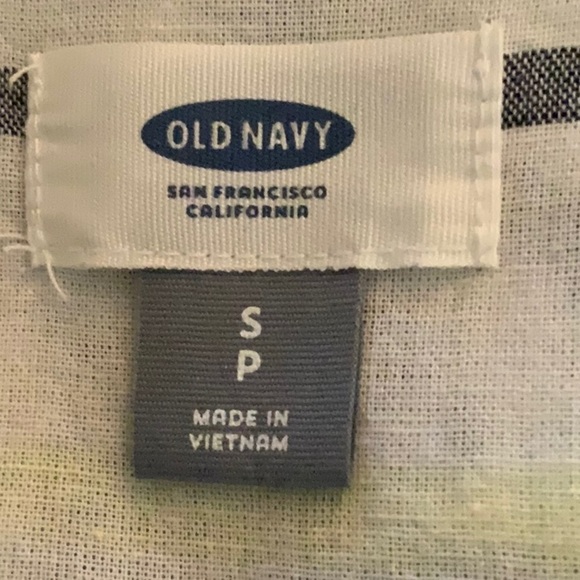 OLD NAVY
SAN FRANCISCO
CALIFORNIA
S
P
MADE IN
VIETNAM